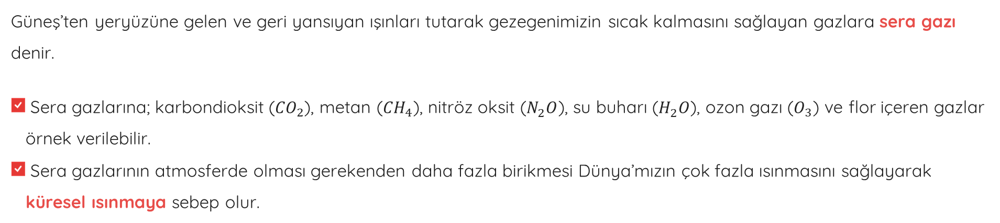 Güneş’ten yeryüzüne gelen ve geri yansıyan ışınları tutarak gezegenimizin sıcak kalmasını sağlayan gazlara sera gazı
denir.
Sera gazlarına; karbondioksit (CO₂), metan (CH₄), nitröz oksit (N₂O), su buharı (H₂O), ozon gazı (O₃) ve flor içeren gazlar
örnek verilebilir.
Sera gazlarının atmosferde olması gerekenden daha fazla birikmesi Dünya’mızın çok fazla ısınmasını sağlayarak
küresel ısınmaya sebep olur.